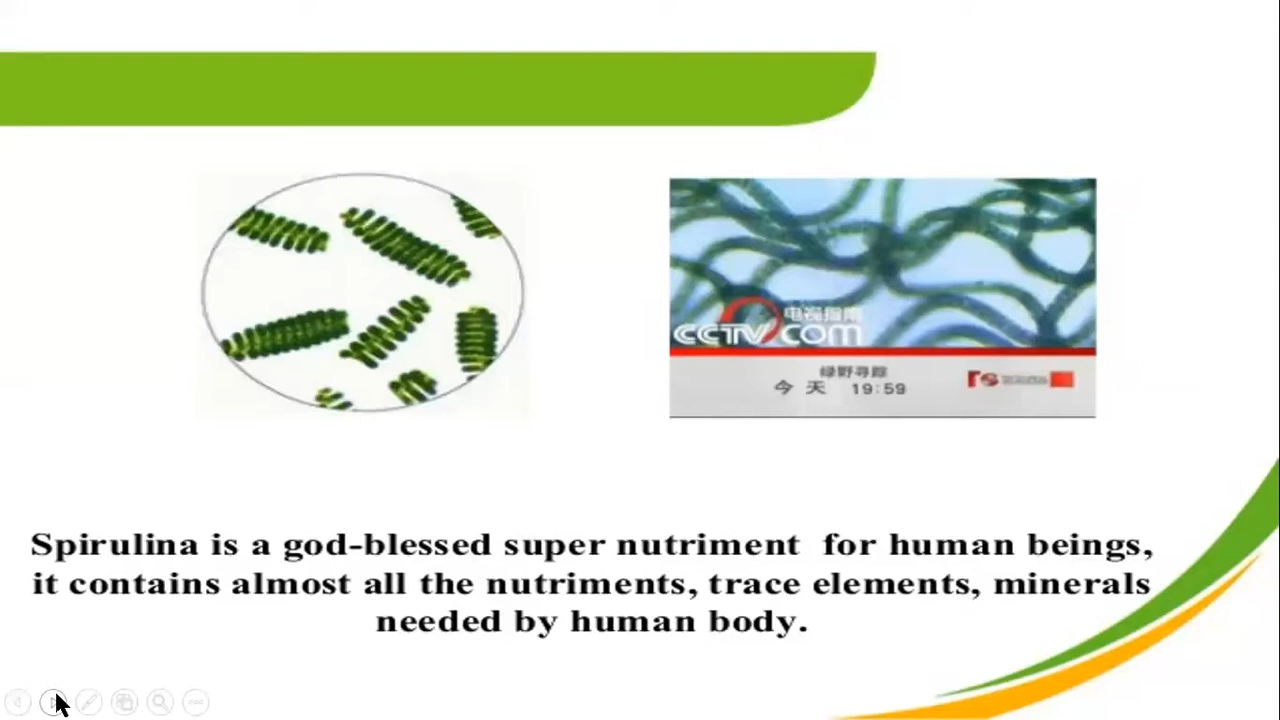 电视指南
CCTV.com
绿野寻踪
今天 19:59
Spirulina is a god-blessed super nutriment for human beings,
it contains almost all the nutriments, trace elements, minerals
needed by human body.